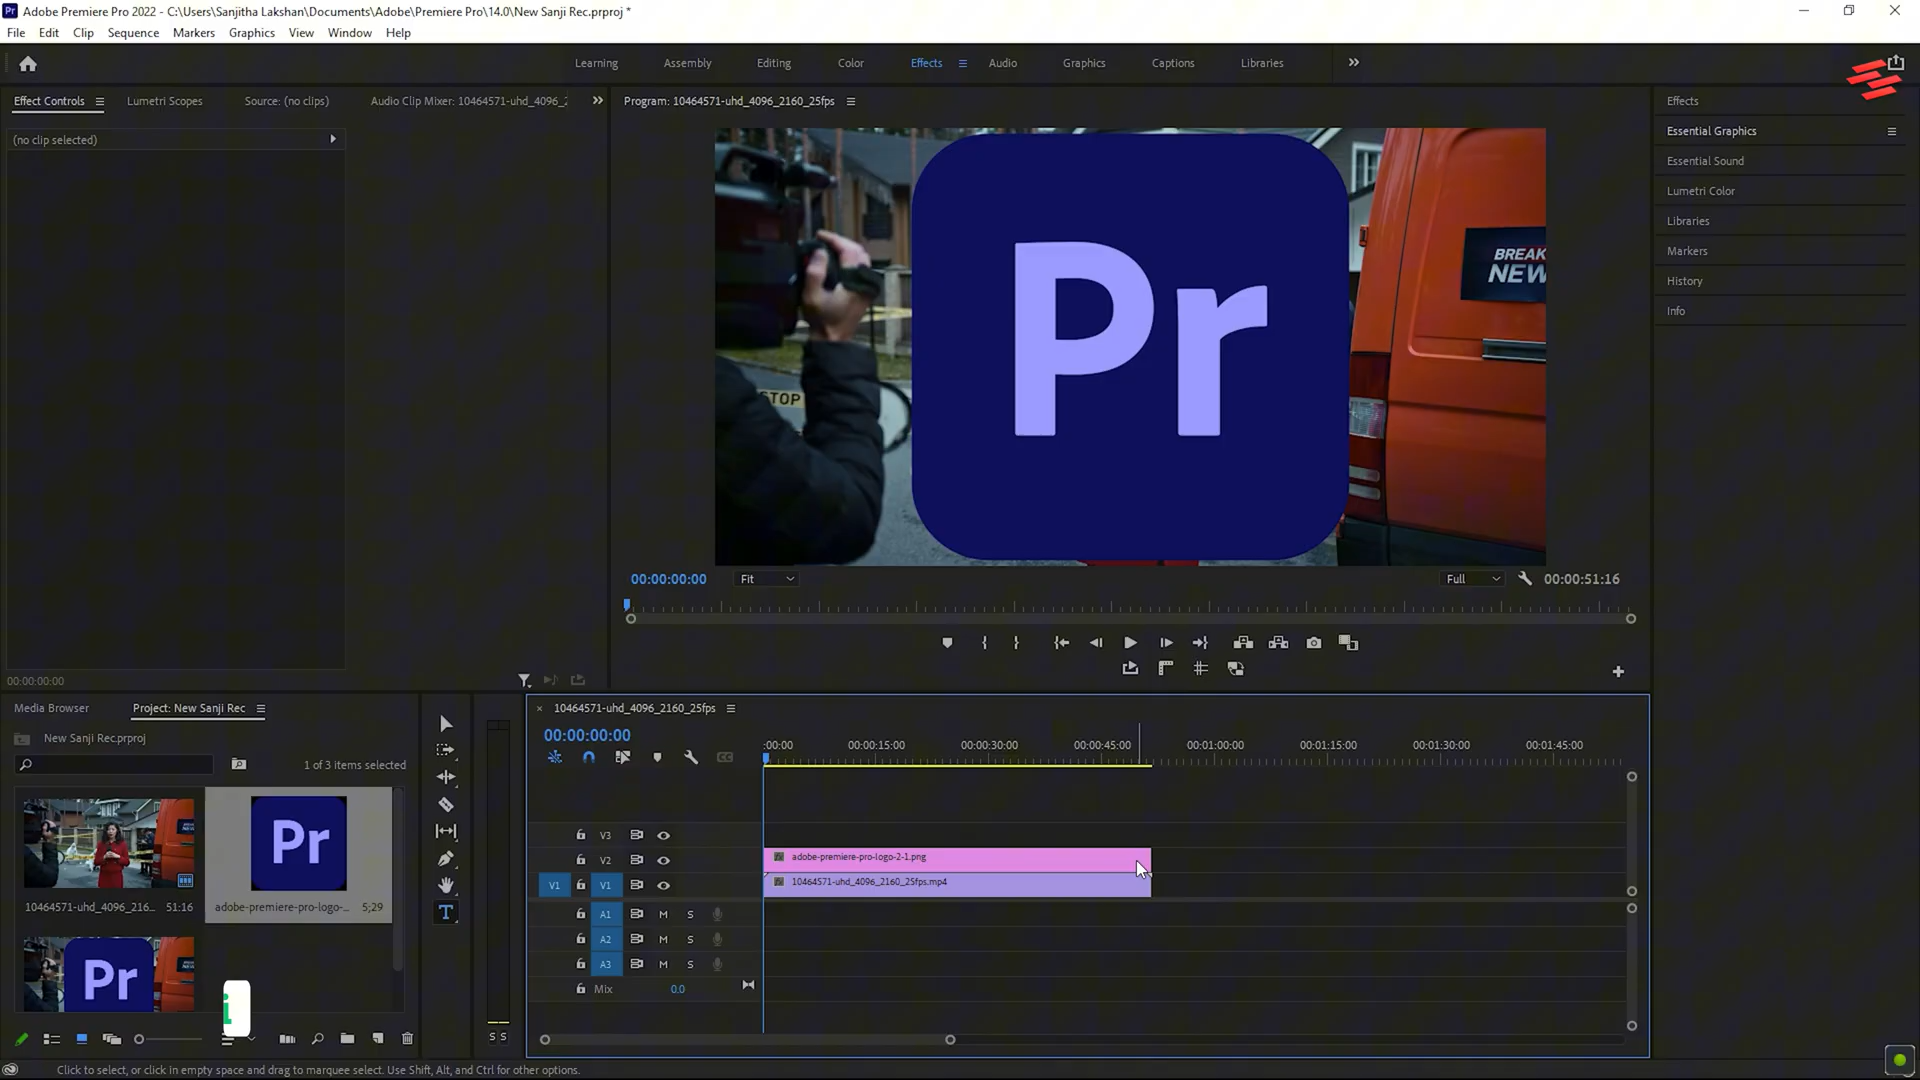 Adobe Premiere Pro 2022 - C:\Users\Sanjitha Lakshan\Documents\Adobe\Premiere Pro\14.0\New Sanji Rec.prproj *
File Edit Clip Sequence Markers Graphics View Window Help
Learning Assembly Editing Color Effects Audio Graphics Captions Libraries
Effect Controls Lumetri Scopes Source: (no clips) Audio Clip Mixer: 10464571-uhd_4096_2
Program: 10464571-uhd_4096_2160_25fps
Effects
(no clip selected)
Essential Graphics
Essential Sound
Lumetri Color
Libraries
Markers
History
Info
Pr
BREAK
NEW
STOP
00:00:00:00 Fit Full 00:00:51:16
00:00:00:00
Media Browser Project: New Sanji Rec
New Sanji Rec.prproj
1 of 3 items selected
10464571-uhd_4096_216... 51:16
adobe-premiere-pro-logo-... 5;29
Pr
Pr
10464571-uhd_4096_2160_25fps
00:00:00:00
:00:00 00:00:15:00 00:00:30:00 00:00:45:00 00:01:00:00 00:01:15:00 00:01:30:00 00:01:45:00
V3
V2 adobe-premiere-pro-logo-2-1.png
V1 V1 10464571-uhd_4096_2160_25fps.mp4
A1 M S
A2 M S
A3 M S
Mix 0.0
S S
i
Click to select, or click in empty space and drag to marquee select. Use Shift, Alt, and Ctrl for other options.